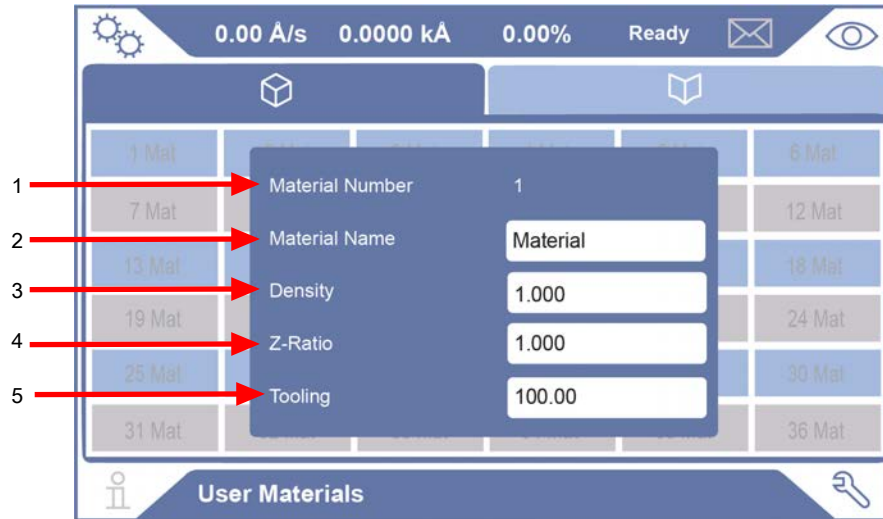 0.00 Å/s 0.0000 kÅ 0.00% Ready
1 Mat 6 Mat
1 Material Number 1
7 Mat 12 Mat
2 Material Name Material
13 Mat 18 Mat
3 Density 1.000
19 Mat 24 Mat
4 Z-Ratio 1.000
25 Mat 30 Mat
5 Tooling 100.00
31 Mat 36 Mat
User Materials